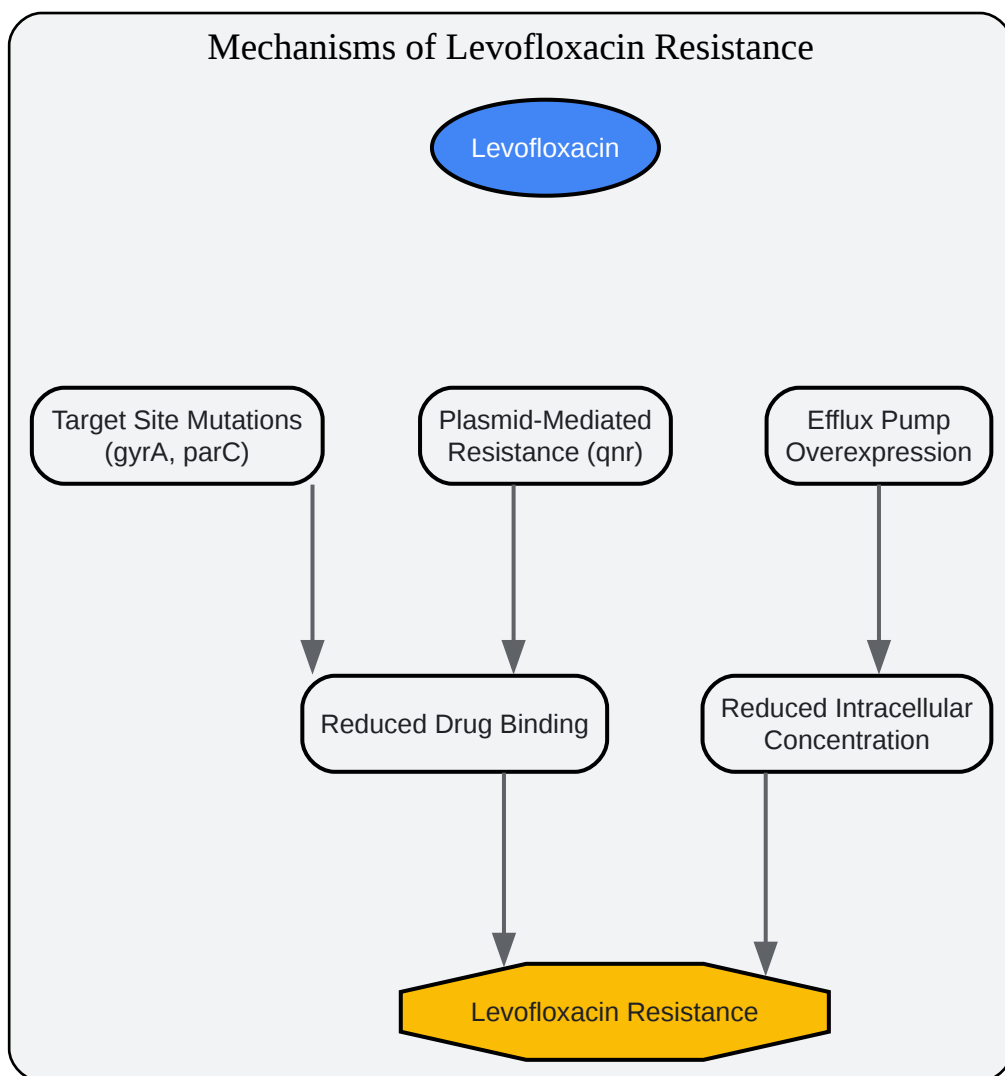 Mechanisms of Levofloxacin Resistance
Levofloxacin
Target Site Mutations
(gyrA, parC)
Plasmid-Mediated
Resistance (qnr)
Efflux Pump
Overexpression
Reduced Drug Binding
Reduced Intracellular
Concentration
Levofloxacin Resistance